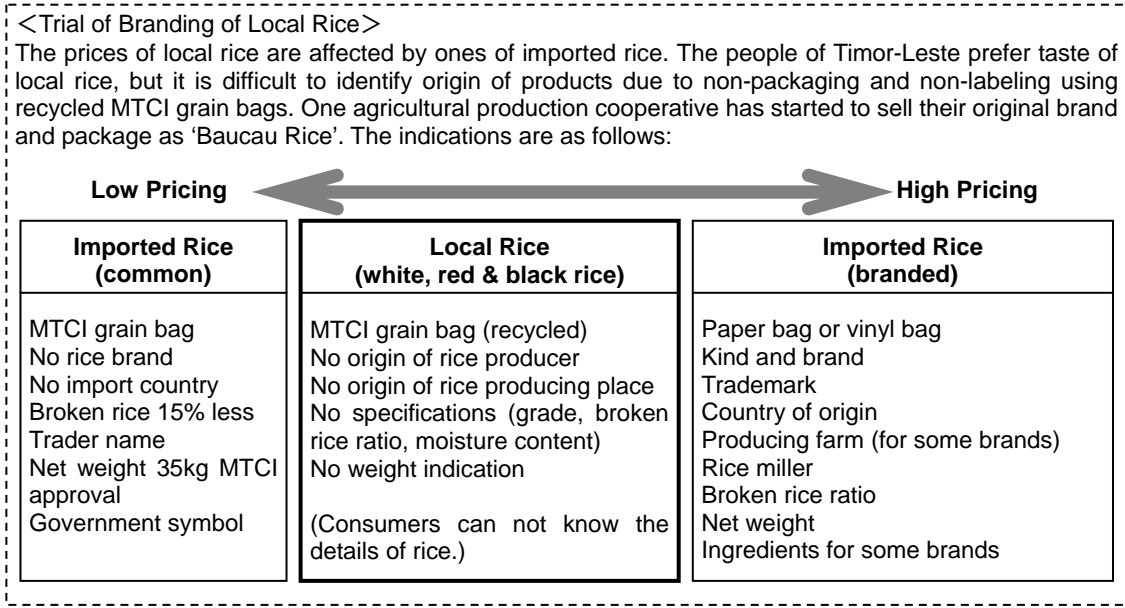 ＜Trial of Branding of Local Rice＞
The prices of local rice are affected by ones of imported rice. The people of Timor-Leste prefer taste of
local rice, but it is difficult to identify origin of products due to non-packaging and non-labeling using
recycled MTCI grain bags. One agricultural production cooperative has started to sell their original brand
and package as ‘Baucau Rice’. The indications are as follows:
Low Pricing
High Pricing
Imported Rice
(common)
MTCI grain bag
No rice brand
No import country
Broken rice 15% less
Trader name
Net weight 35kg MTCI
approval
Government symbol
Local Rice
(white, red & black rice)
MTCI grain bag (recycled)
No origin of rice producer
No origin of rice producing place
No specifications (grade, broken
rice ratio, moisture content)
No weight indication
(Consumers can not know the
details of rice.)
Imported Rice
(branded)
Paper bag or vinyl bag
Kind and brand
Trademark
Country of origin
Producing farm (for some brands)
Rice miller
Broken rice ratio
Net weight
Ingredients for some brands